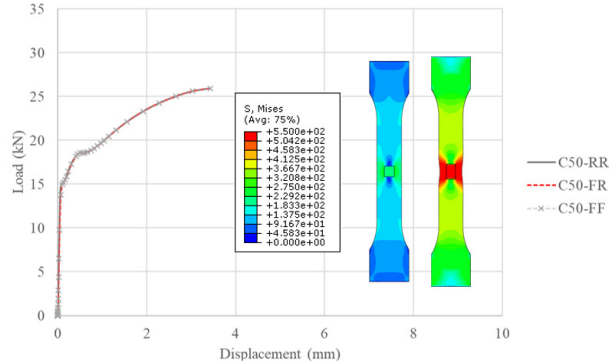 40
35
30
25
20
15
10
5
0
Load (kN)
0
2
4
6
8
10
Displacement (mm)
S, Mises
(Avg: 75%)
+5.500e+02
+5.042e+02
+4.583e+02
+4.125e+02
+3.667e+02
+3.208e+02
+2.750e+02
+2.292e+02
+1.833e+02
+1.375e+02
+9.167e+01
+4.583e+01
+0.000e+00
C50-RR
C50-FR
C50-FF